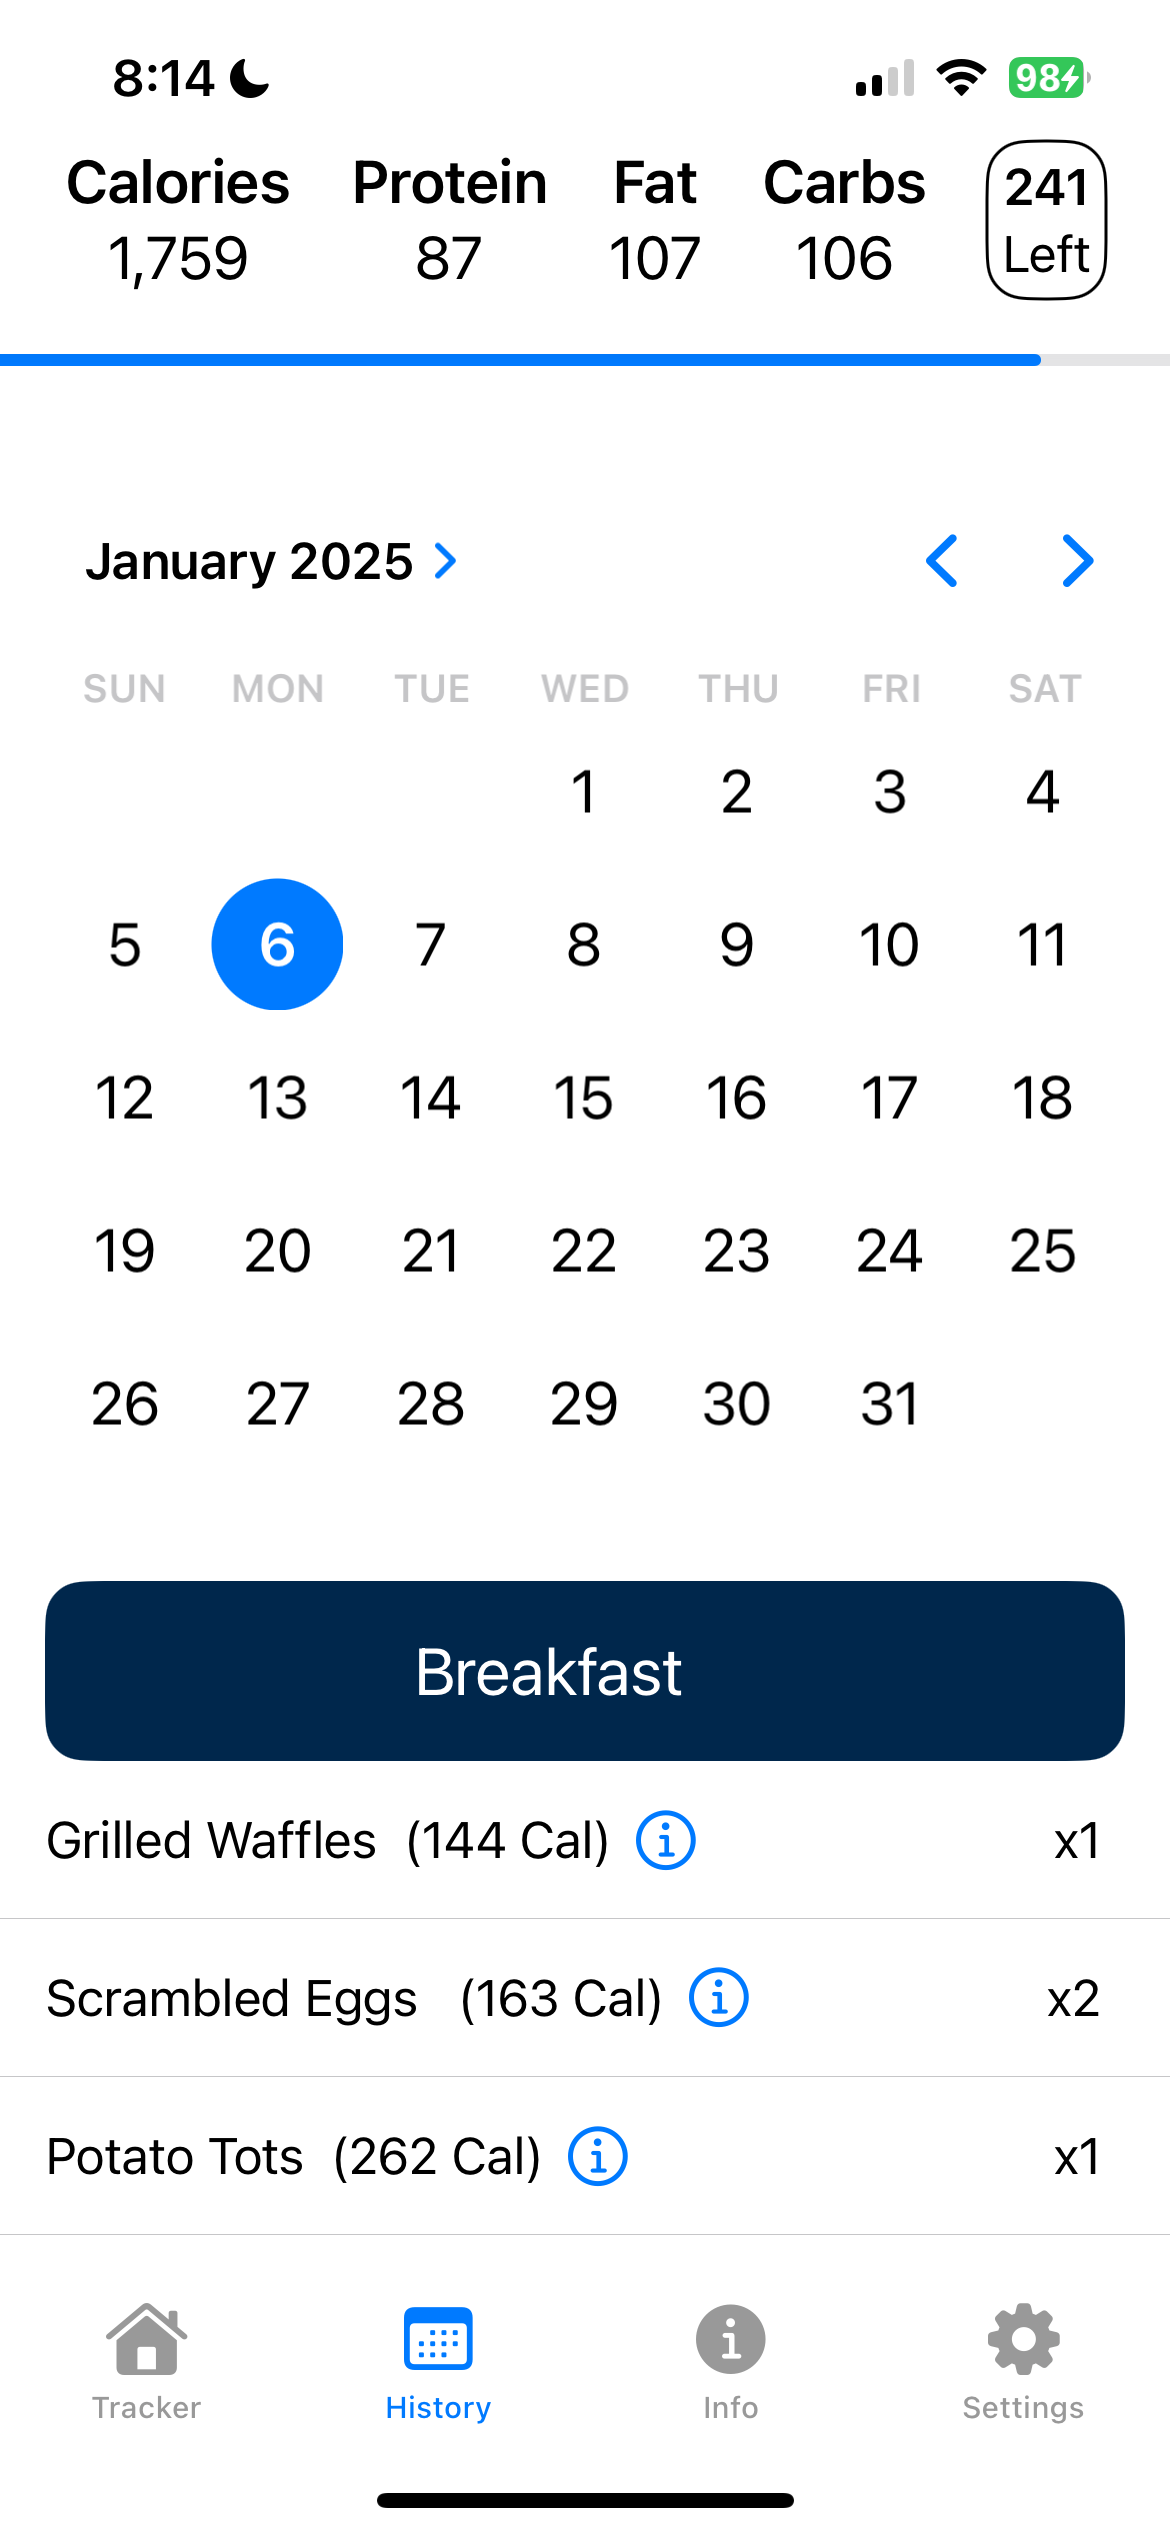 8:14 98
Calories Protein Fat Carbs 241
1,759 87 107 106 Left
January 2025
SUN MON TUE WED THU FRI SAT
1 2 3 4
5 6 7 8 9 10 11
12 13 14 15 16 17 18
19 20 21 22 23 24 25
26 27 28 29 30 31
Breakfast
Grilled Waffles (144 Cal) x1
Scrambled Eggs (163 Cal) x2
Potato Tots (262 Cal) x1
Tracker History Info Settings